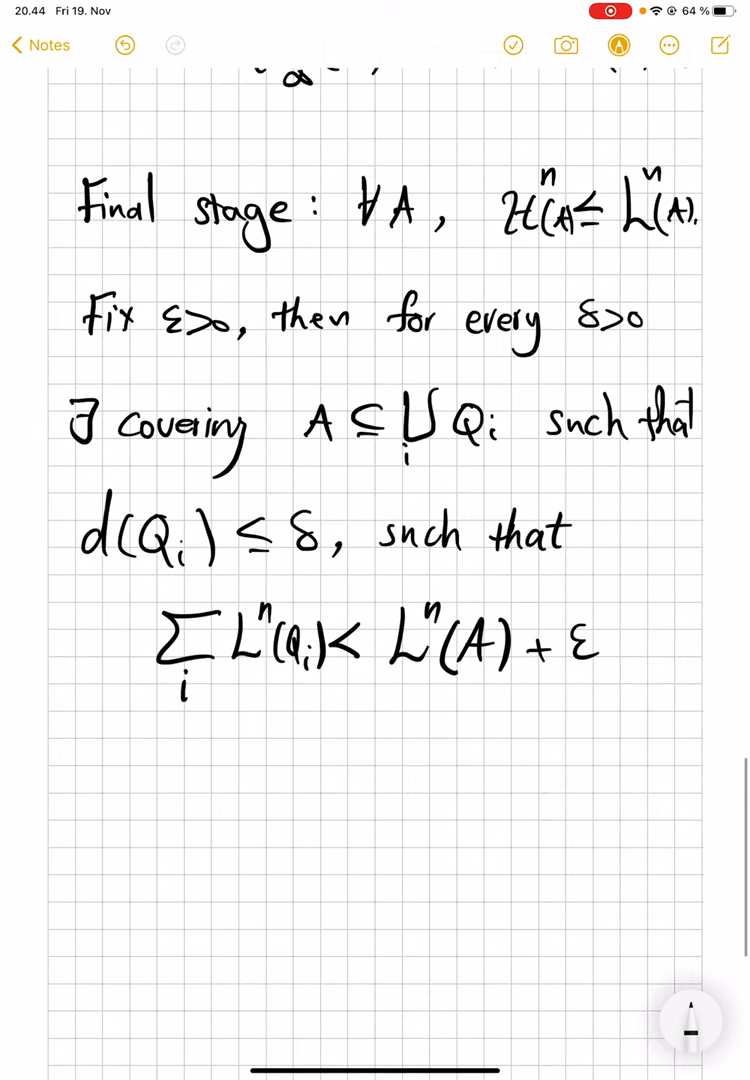 20.44 Fri 19. Nov 64 %
Notes
Final stage: ∀A, ℋⁿ(A) ≤ Lⁿ(A).
Fix ε>0, then for every δ>0
∃ covering A ⊆ ⋃ᵢ Qᵢ such that
d(Qᵢ) ≤ δ, such that
∑ᵢ Lⁿ(Qᵢ) < Lⁿ(A) + ε